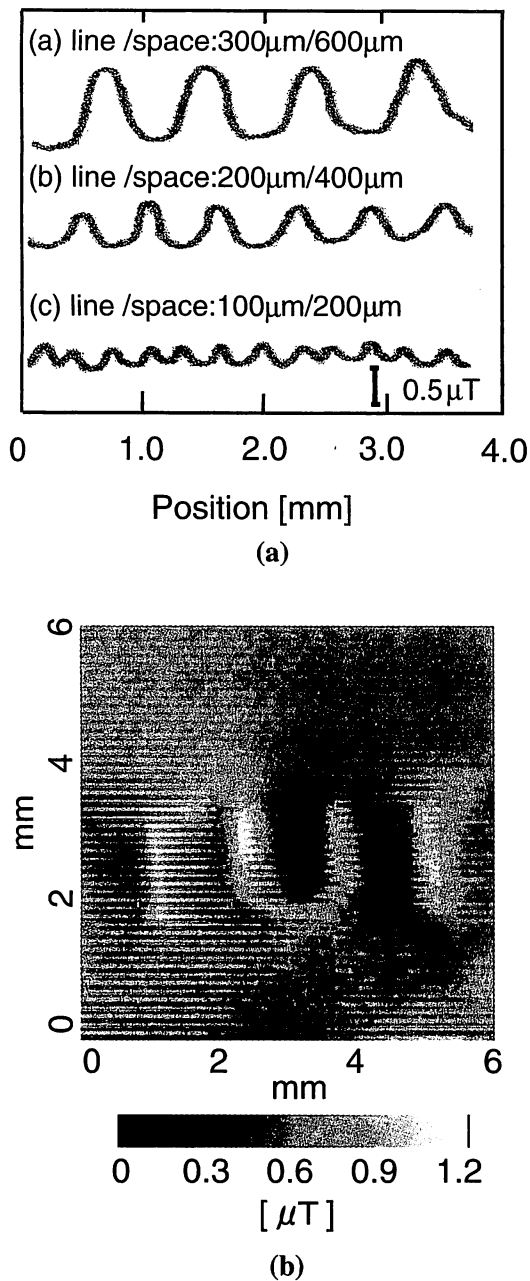 (a) line /space:300μm/600μm
(b) line /space:200μm/400μm
(c) line /space:100μm/200μm
0.5μT
0 1.0 2.0 3.0 4.0
Position [mm]
(a)
6
4
mm
2
0
0 2 4 6
mm
0 0.3 0.6 0.9 1.2
[ μT ]
(b)